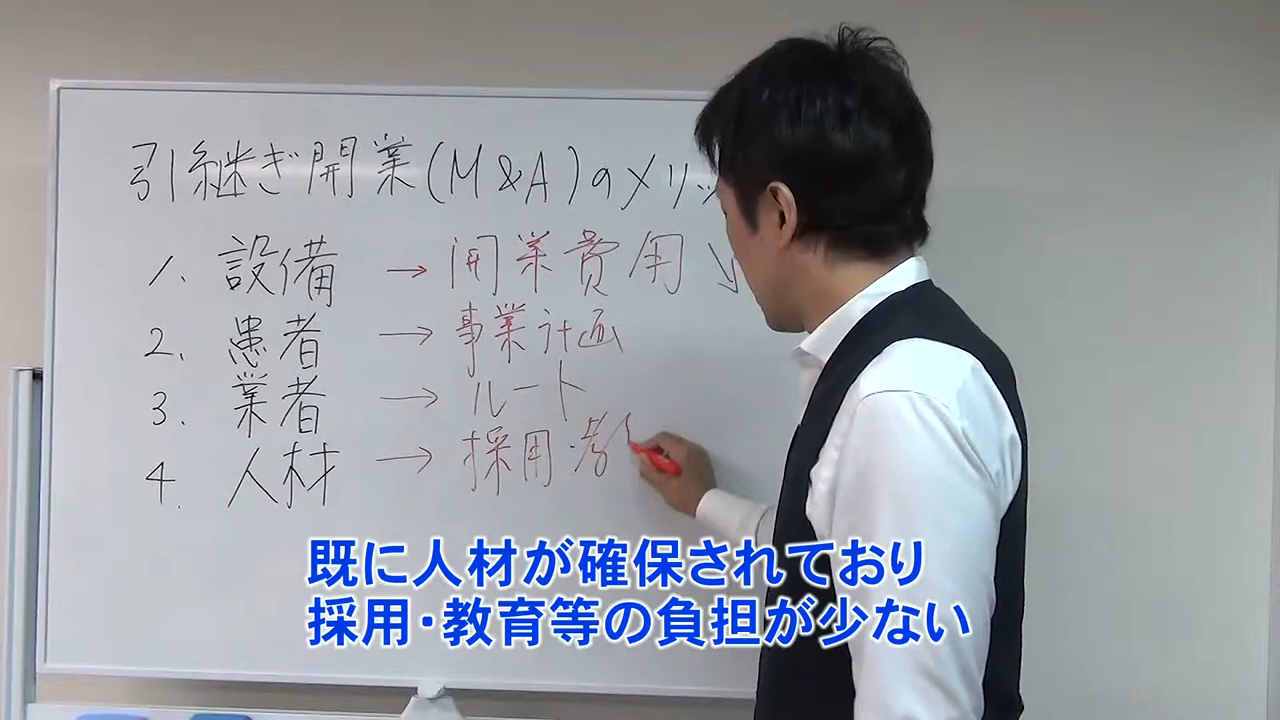 引継ぎ開業(M&A)のメリッ
1. 設備 → 開業費用↓
2. 患者 → 事業計画
3. 業者 → ルート
4. 人材 → 採用・
既に人材が確保されており
採用・教育等の負担が少ない